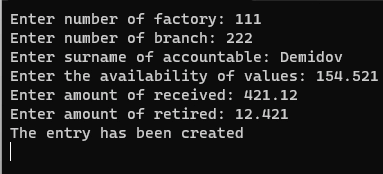 Enter number of factory: 111
Enter number of branch: 222
Enter surname of accountable: Demidov
Enter the availability of values: 154.521
Enter amount of received: 421.12
Enter amount of retired: 12.421
The entry has been created